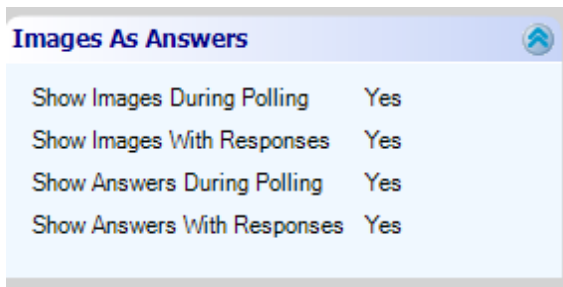 Images As Answers
Show Images During Polling Yes
Show Images With Responses Yes
Show Answers During Polling Yes
Show Answers With Responses Yes